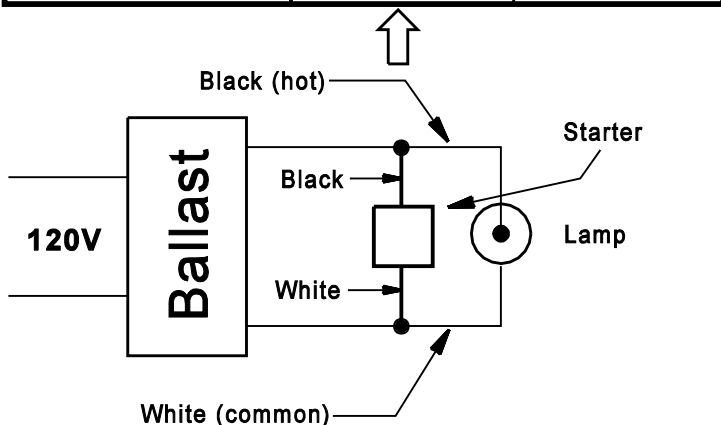 Black (hot)
Starter
Black
Ballast
120V
Lamp
White
White (common)